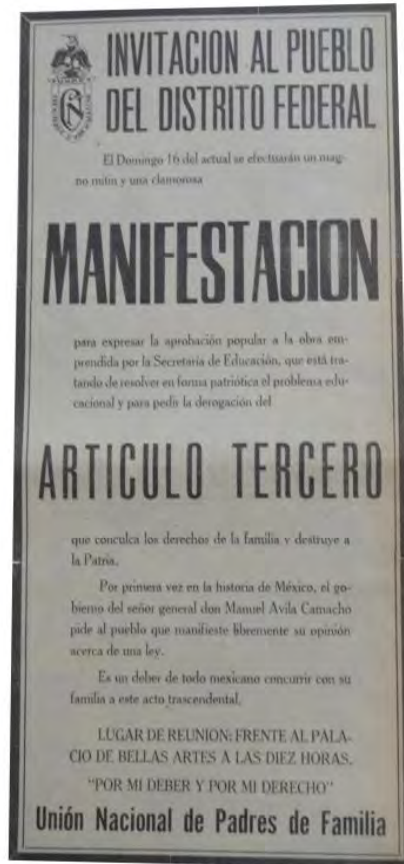 INVITACION AL PUEBLO
DEL DISTRITO FEDERAL
El Domingo 16 del actual se efectuarán un mag-
no mitin y una clamorosa
MANIFESTACION
para expresar la aprobación popular a la obra em-
prendida por la Secretaría de Educación, que está tra-
tando de resolver en forma patriótica el problema edu-
cacional y para pedir la derogación del
ARTICULO TERCERO
que conculca los derechos de la familia y destruye a
la Patria.
Por primera vez en la historia de México, el go-
bierno del señor general don Manuel Avila Camacho
pide al pueblo que manifieste libremente su opinión
acerca de una ley.
Es un deber de todo mexicano concurrir con su
familia a este acto trascendental.
LUGAR DE REUNION: FRENTE AL PALA-
CIO DE BELLAS ARTES A LAS DIEZ HORAS.
"POR MI DEBER Y POR MI DERECHO"
Unión Nacional de Padres de Familia